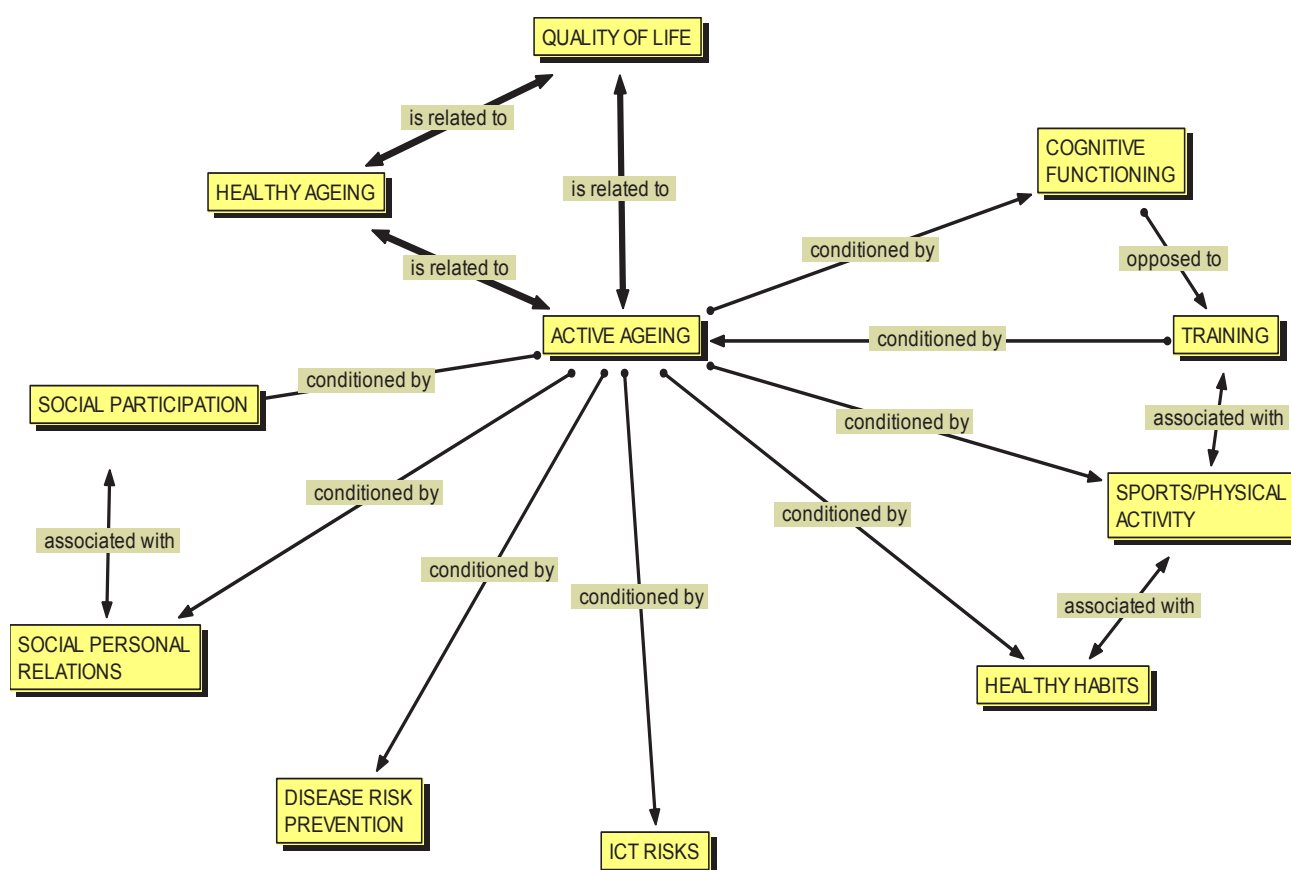 QUALITY OF LIFE
is related to
HEALTHY AGEING
is related to
is related to
COGNITIVE
FUNCTIONING
conditioned by
opposed to
ACTIVE AGEING
conditioned by
TRAINING
conditioned by
SOCIAL PARTICIPATION
conditioned by
associated with
conditioned by
SPORTS/PHYSICAL
ACTIVITY
conditioned by
associated with
conditioned by
conditioned by
associated with
SOCIAL PERSONAL
RELATIONS
HEALTHY HABITS
DISEASE RISK
PREVENTION
ICT RISKS